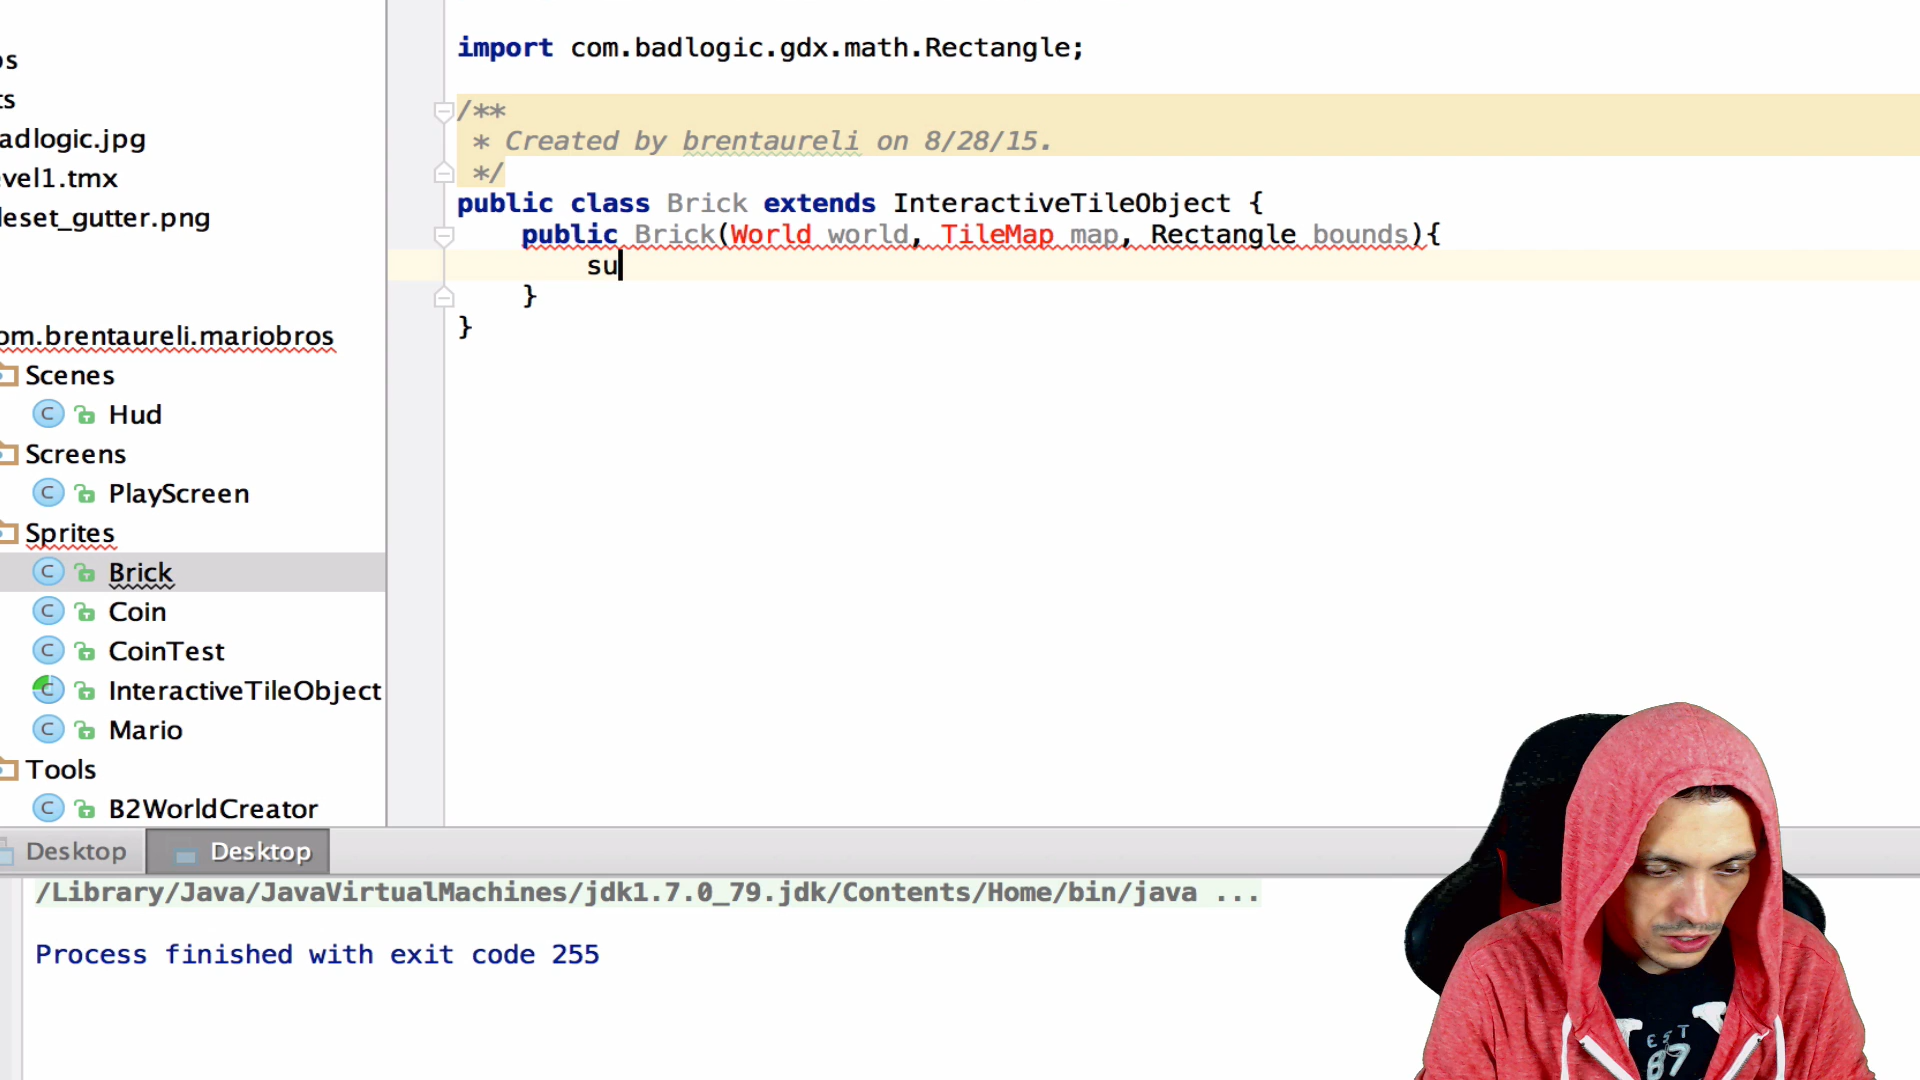 import com.badlogic.gdx.math.Rectangle;
/**
* Created by brentaureli on 8/28/15.
*/
public class Brick extends InteractiveTileObject {
public Brick(World world, TileMap map, Rectangle bounds){
su
}
}
os
ts
adlogic.jpg
evel1.tmx
leset_gutter.png
om.brentaureli.mariobros
Scenes
C Hud
Screens
C PlayScreen
Sprites
C Brick
C Coin
C CoinTest
C InteractiveTileObject
C Mario
Tools
C B2WorldCreator
Desktop
Desktop
/Library/Java/JavaVirtualMachines/jdk1.7.0_79.jdk/Contents/Home/bin/java ...
Process finished with exit code 255
EST
87